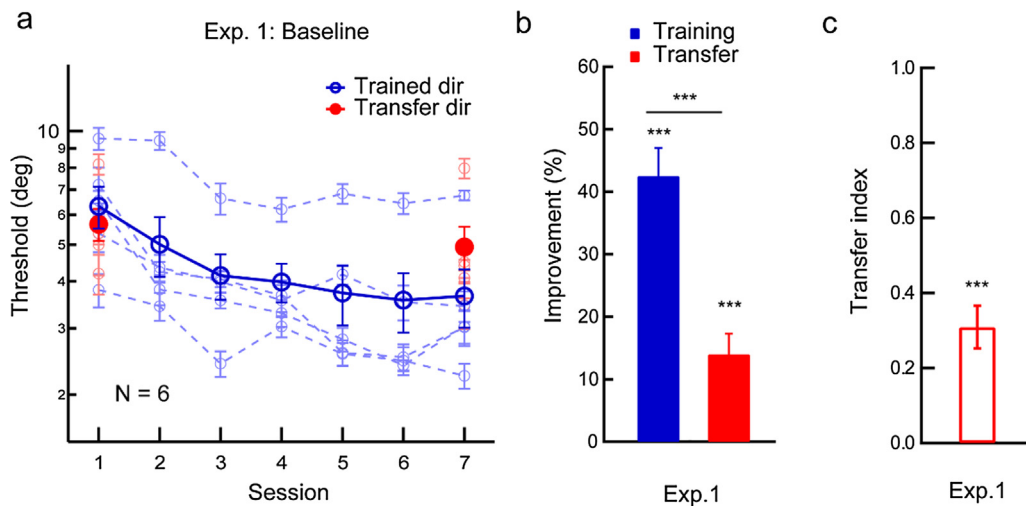 a
Exp. 1: Baseline
Trained dir
Transfer dir
Threshold (deg)
10
9
8
7
6
5
4
3
2
N = 6
1 2 3 4 5 6 7
Session
b
Training
Transfer
Improvement (%)
60
50
40
30
20
10
0
***
***
***
Exp.1
c
Transfer index
1.0
0.8
0.6
0.4
0.2
0.0
***
Exp.1